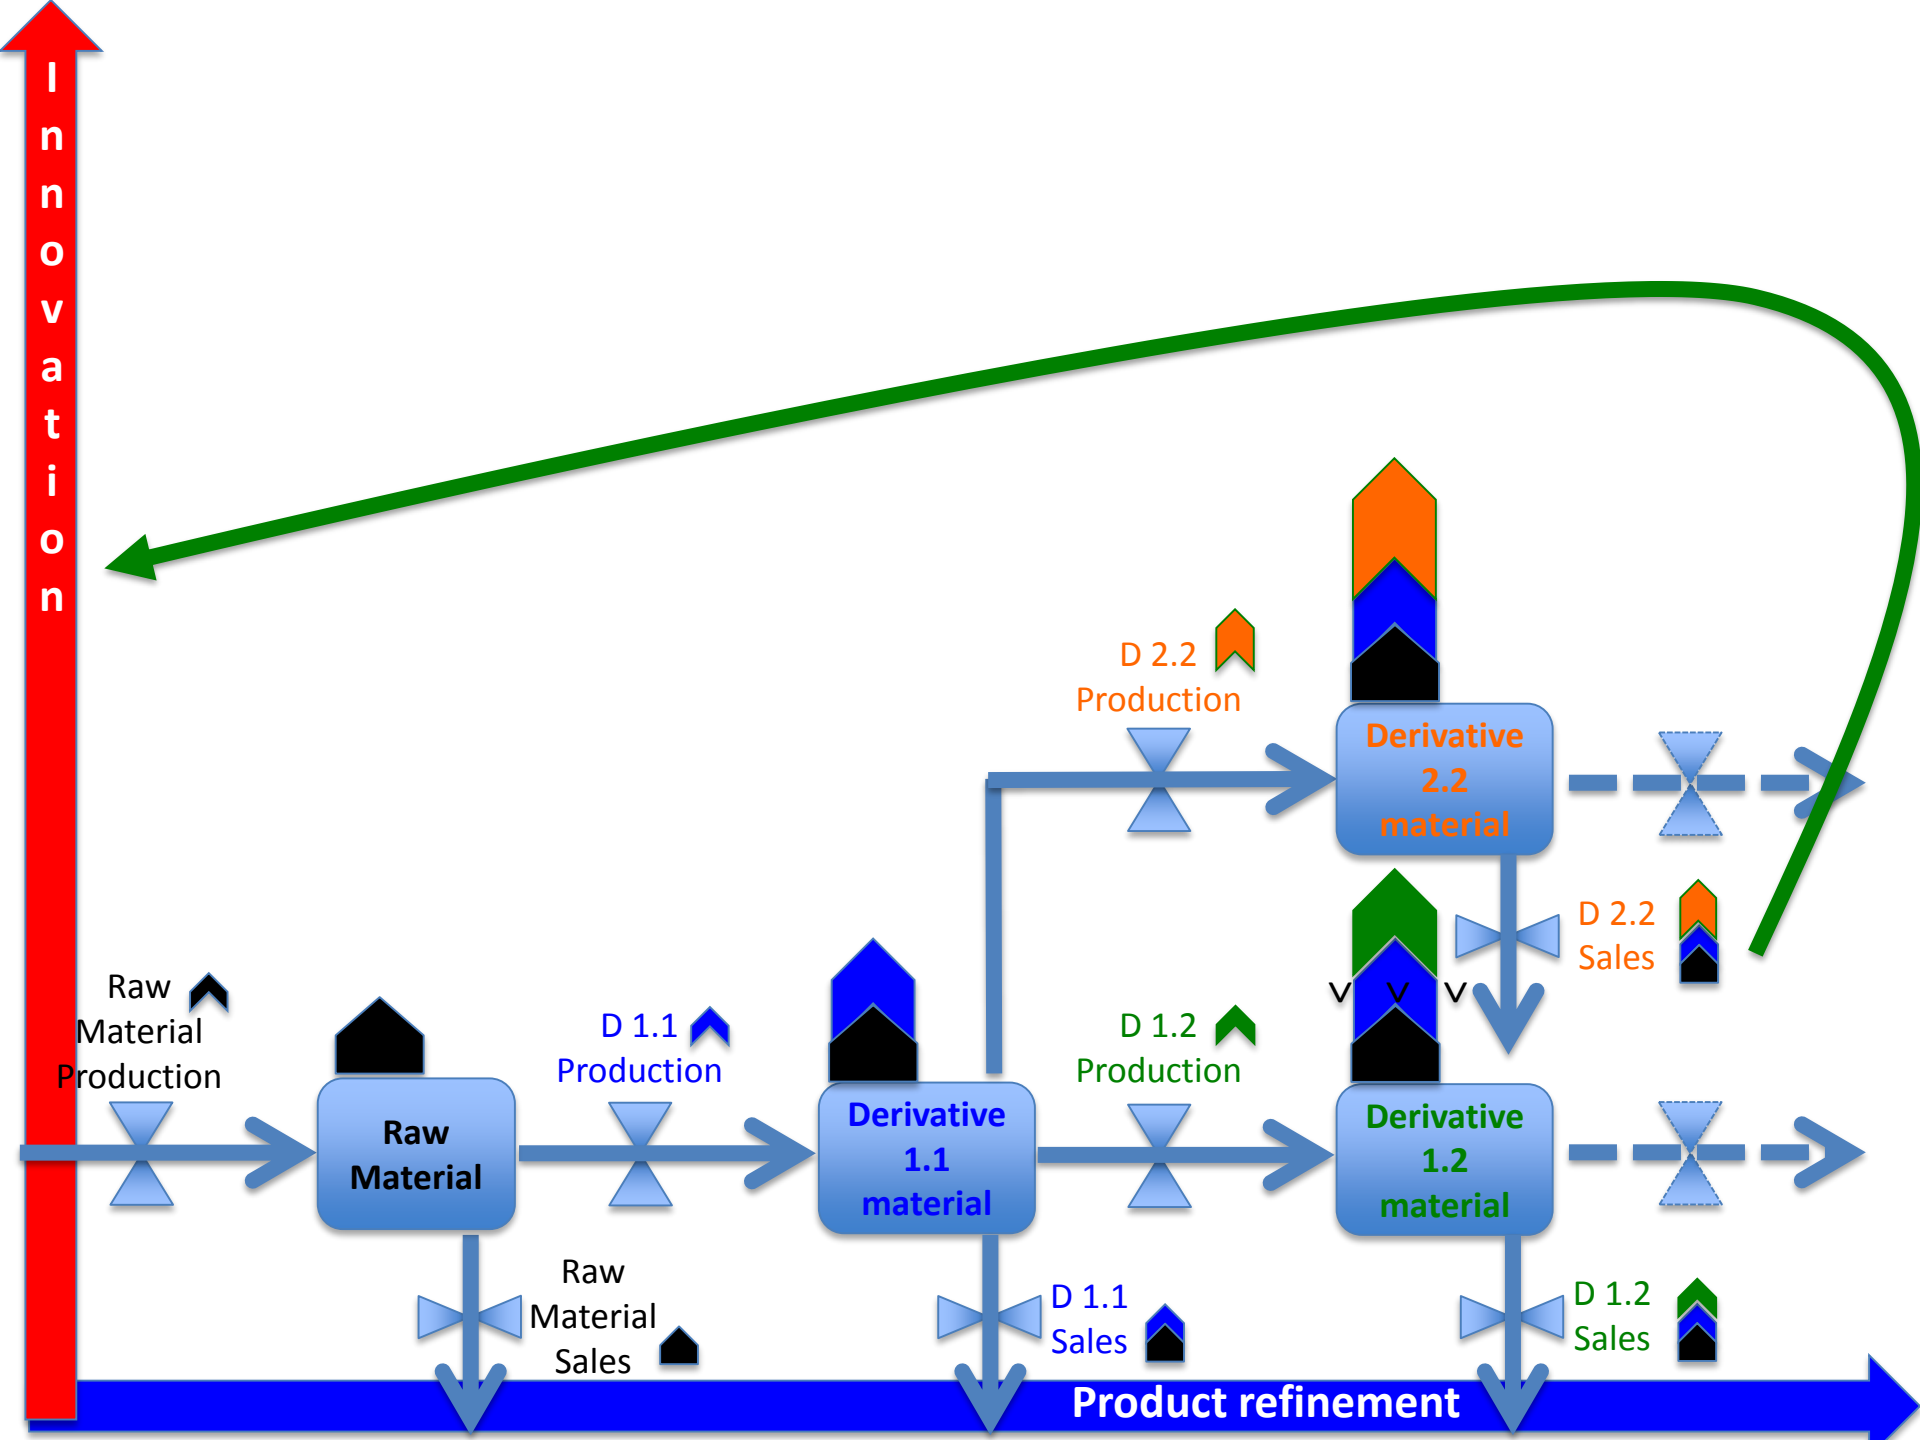 Innovation
D 2.2
Production
Derivative
2.2
material
D 2.2
Sales
Raw
Material
Production
Raw
Material
D 1.1
Production
Derivative
1.1
material
D 1.2
Production
V V V
Derivative
1.2
material
Raw
Material
Sales
D 1.1
Sales
D 1.2
Sales
Product refinement